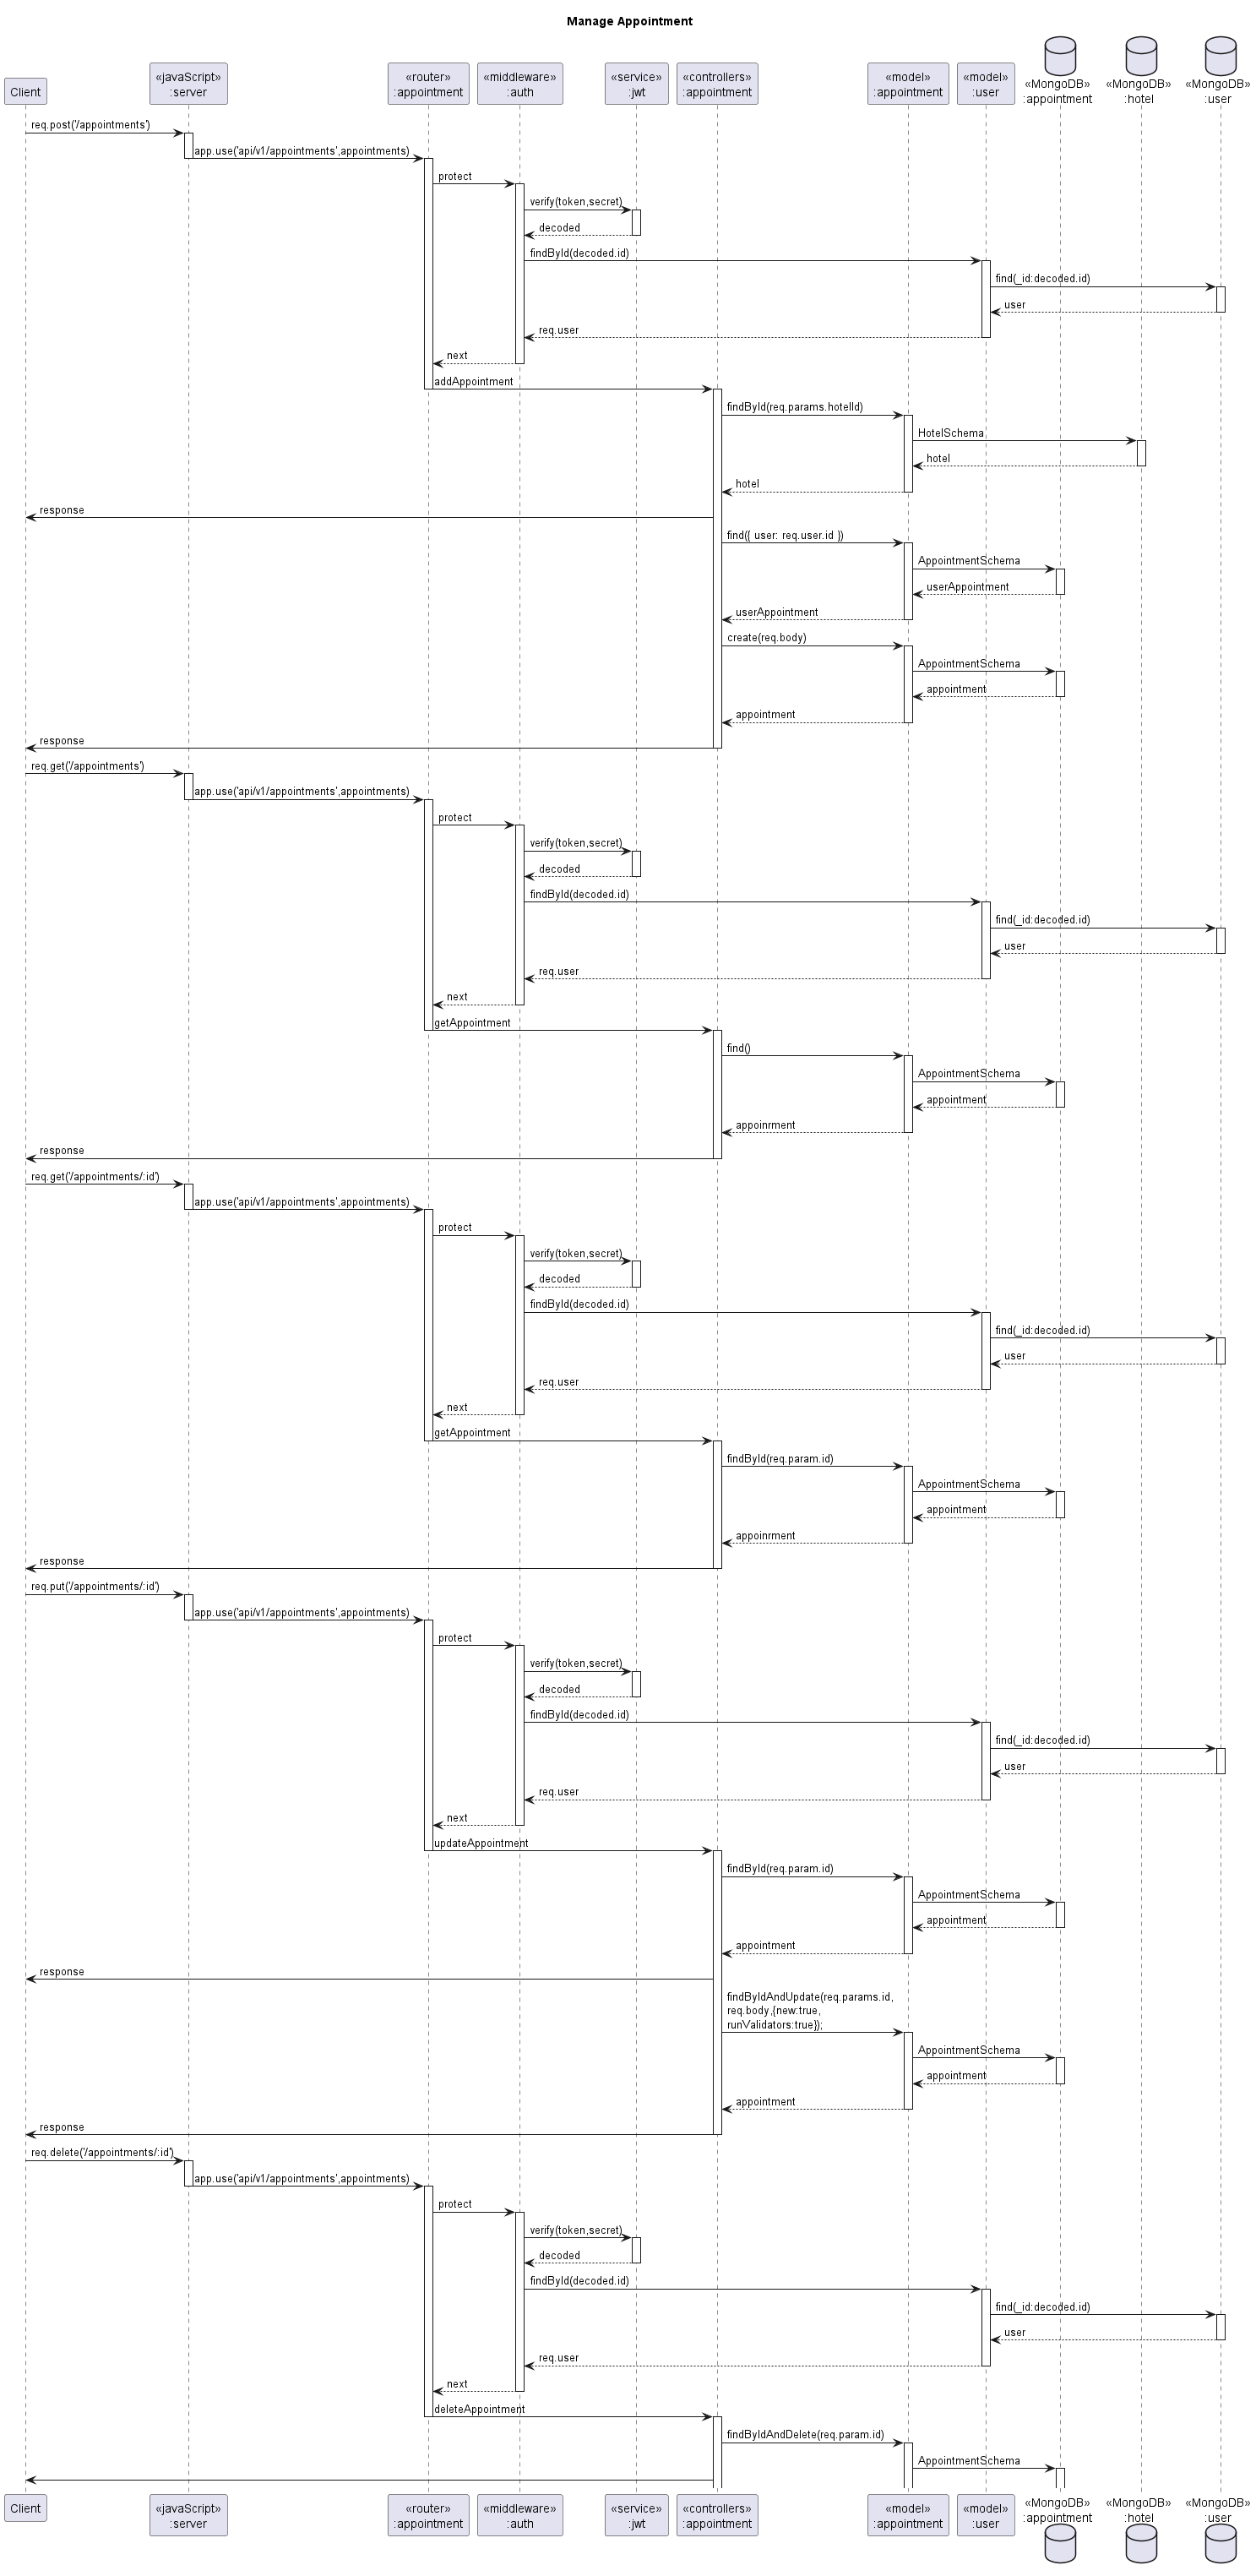 Manage Appointment
Client
«javaScript»
:server
«router»
:appointment
«middleware»
:auth
«service»
:jwt
«controllers»
:appointment
«model»
:appointment
«model»
:user
«MongoDB»
:appointment
«MongoDB»
:hotel
«MongoDB»
:user
req.post('/appointments')
app.use('api/v1/appointments',appointments)
protect
verify(token,secret)
decoded
findById(decoded.id)
find(_id:decoded.id)
user
req.user
next
addAppointment
findById(req.params.hotelId)
HotelSchema
hotel
hotel
response
find({ user: req.user.id })
AppointmentSchema
userAppointment
userAppointment
create(req.body)
AppointmentSchema
appointment
appointment
response
req.get('/appointments')
app.use('api/v1/appointments',appointments)
protect
verify(token,secret)
decoded
findById(decoded.id)
find(_id:decoded.id)
user
req.user
next
getAppointment
find()
AppointmentSchema
appointment
appoinrment
response
req.get('/appointments/:id')
app.use('api/v1/appointments',appointments)
protect
verify(token,secret)
decoded
findById(decoded.id)
find(_id:decoded.id)
user
req.user
next
getAppointment
findById(req.param.id)
AppointmentSchema
appointment
appoinrment
response
req.put('/appointments/:id')
app.use('api/v1/appointments',appointments)
protect
verify(token,secret)
decoded
findById(decoded.id)
find(_id:decoded.id)
user
req.user
next
updateAppointment
findById(req.param.id)
AppointmentSchema
appointment
appointment
response
findByIdAndUpdate(req.params.id,
req.body,{new:true,
runValidators:true});
AppointmentSchema
appointment
appointment
response
req.delete('/appointments/:id')
app.use('api/v1/appointments',appointments)
protect
verify(token,secret)
decoded
findById(decoded.id)
find(_id:decoded.id)
user
req.user
next
deleteAppointment
findByIdAndDelete(req.param.id)
AppointmentSchema
Client
«javaScript»
:server
«router»
:appointment
«middleware»
:auth
«service»
:jwt
«controllers»
:appointment
«model»
:appointment
«model»
:user
«MongoDB»
:appointment
«MongoDB»
:hotel
«MongoDB»
:user